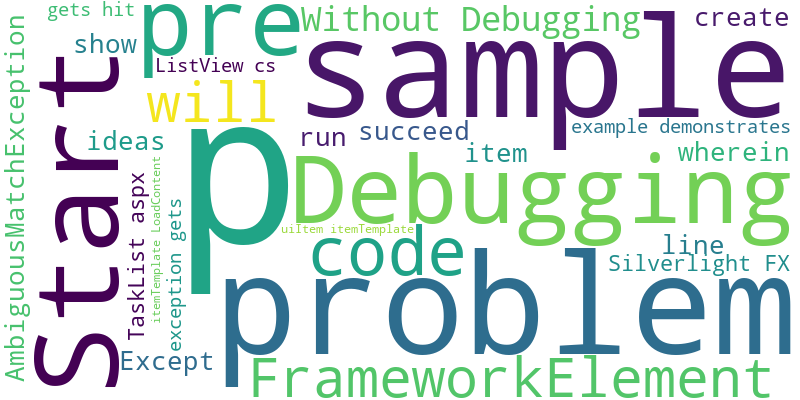 gets hit
pre
Without Debugging
create
show
ListView cs
sample
AmbiguousMatchException
Start
will
p
ideas
run
succeed
example demonstrates
item
wherein
Debugging
TaskList aspx
itemTemplate LoadContent
exception gets
uiItem itemTemplate
code
line
Silverlight FX
problem
Except
FrameworkElement